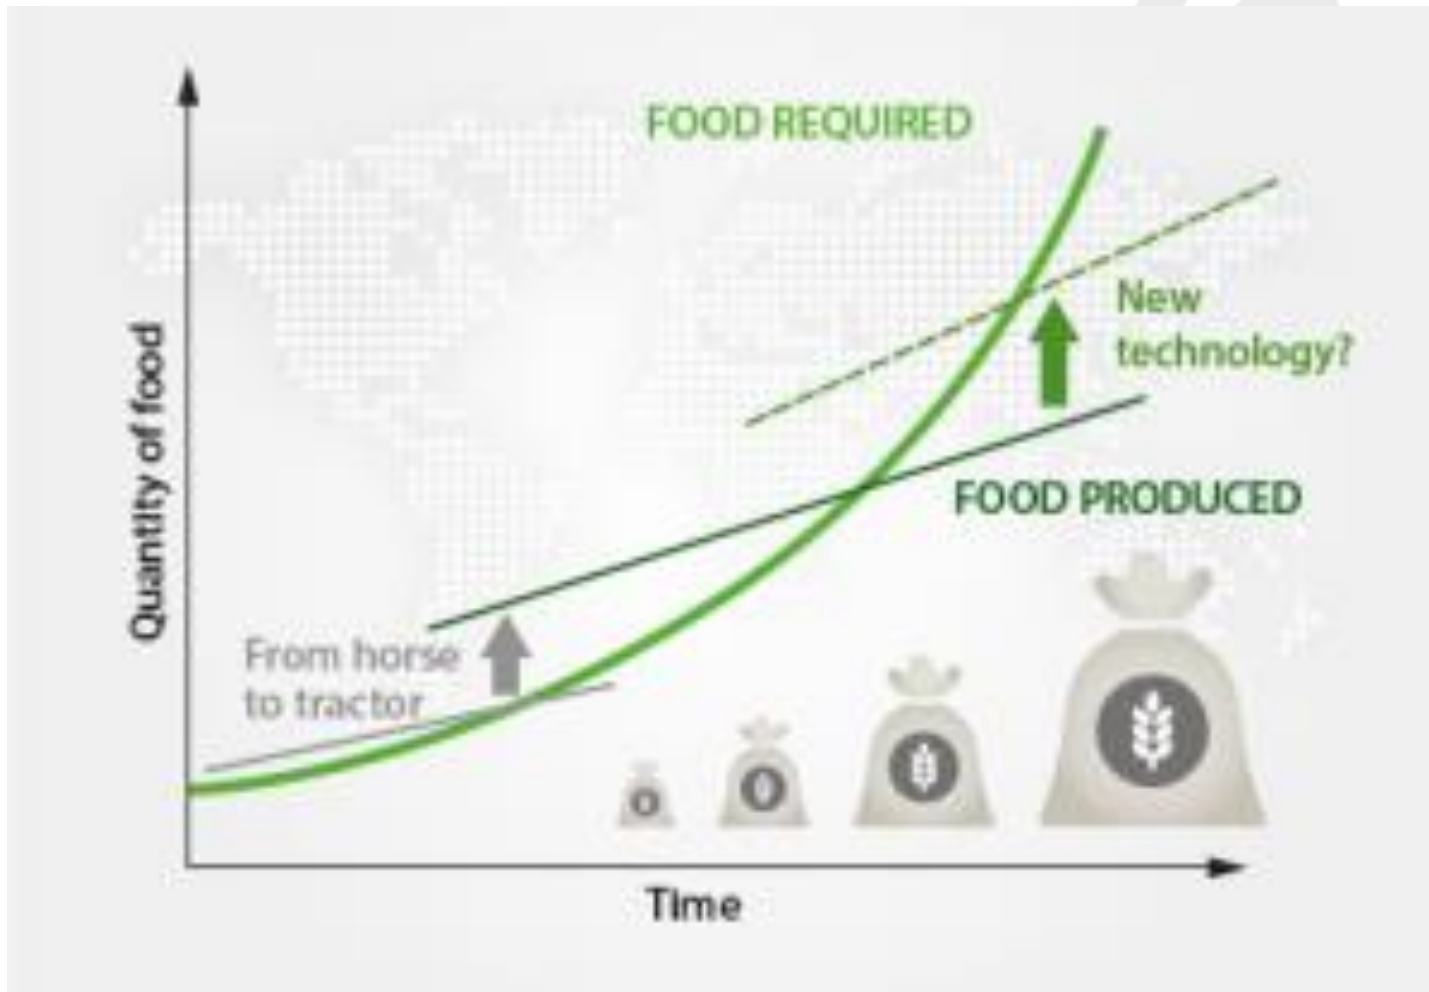 FOOD REQUIRED
New
technology?
Quantity of food
FOOD PRODUCED
From horse
to tractor
Time